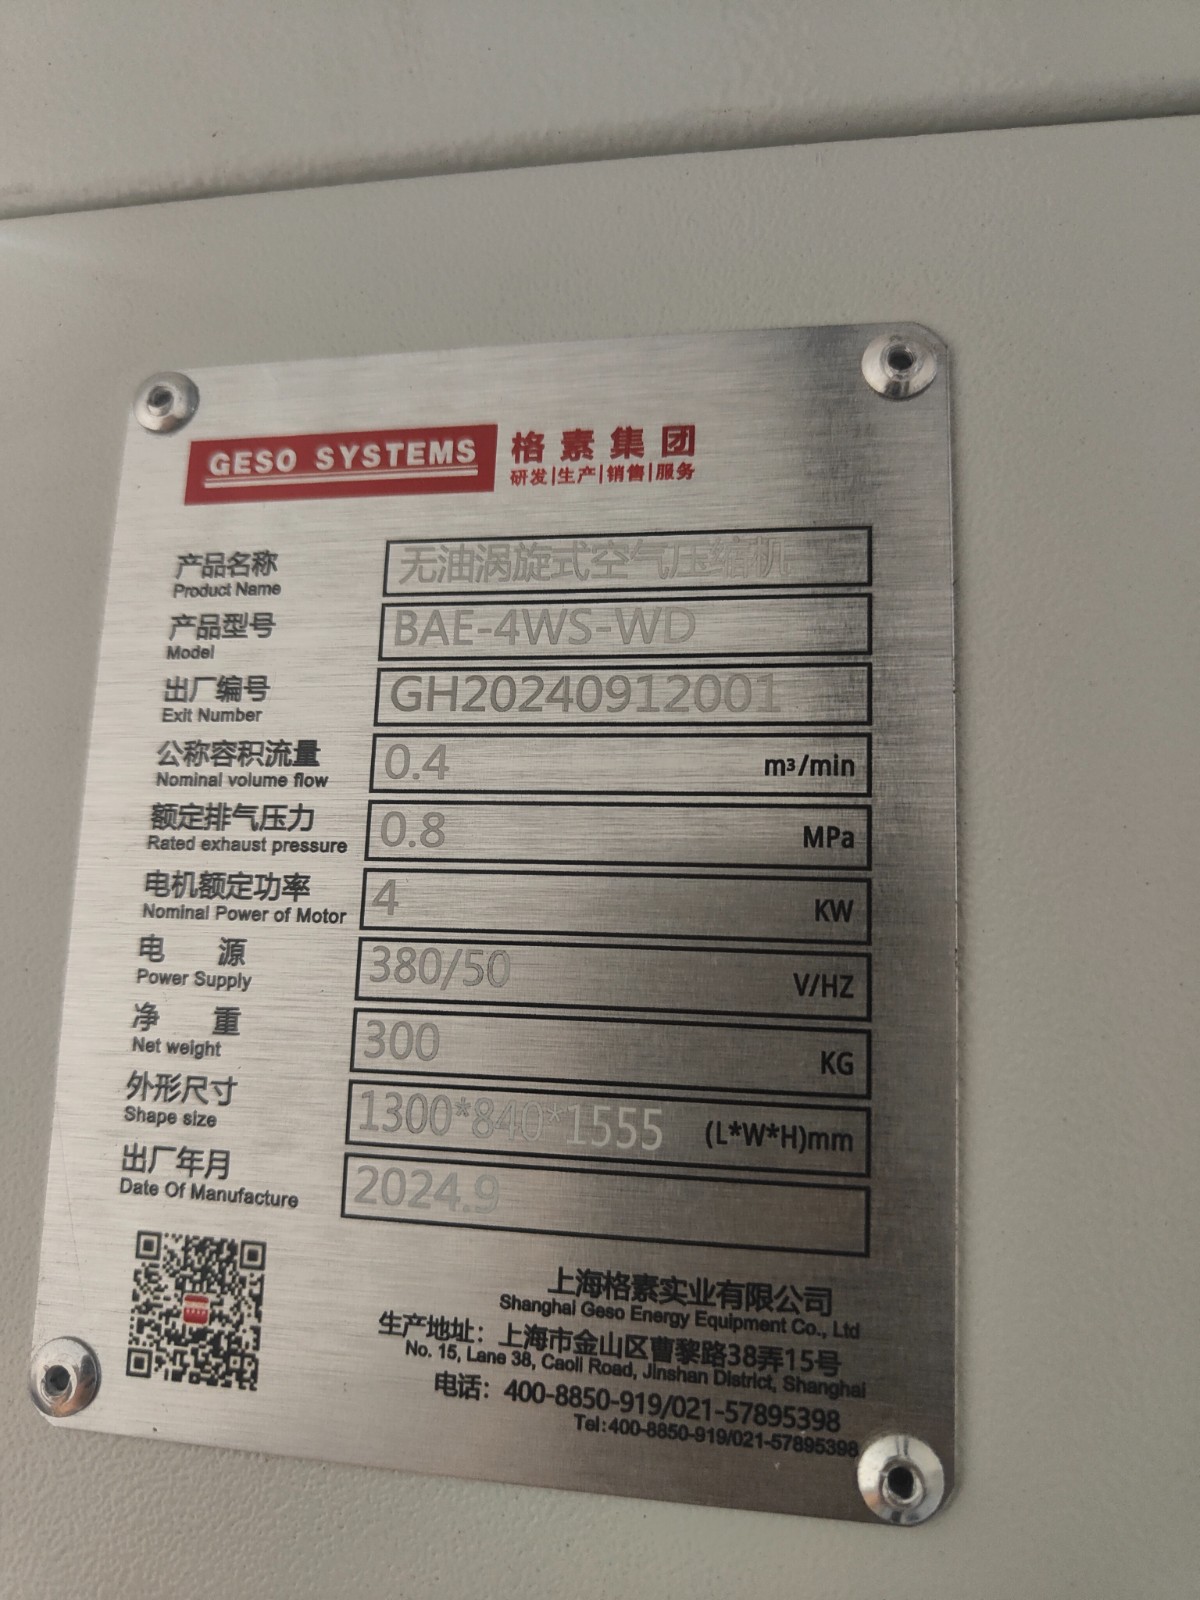 GESO SYSTEMS 格素集团
研发|生产|销售|服务
产品名称 无油涡旋式空气压缩机
Product Name
产品型号 BAE-4WS-WD
Model
出厂编号 GH20240912001
Exit Number
公称容积流量 0.4 m³/min
Nominal volume flow
额定排气压力 0.8 MPa
Rated exhaust pressure
电机额定功率 4 KW
Nominal Power of Motor
电 源 380/50 V/HZ
Power Supply
净 重 300 KG
Net weight
外形尺寸 1300*840*1555 (L*W*H)mm
Shape size
出厂年月 2024.9
Date Of Manufacture
上海格素实业有限公司
Shanghai Geso Energy Equipment Co., Ltd
生产地址：上海市金山区曹黎路38弄15号
No. 15, Lane 38, Caoli Road, Jinshan District, Shanghai
电话：400-8850-919/021-57895398
Tel:400-8850-919/021-57895398